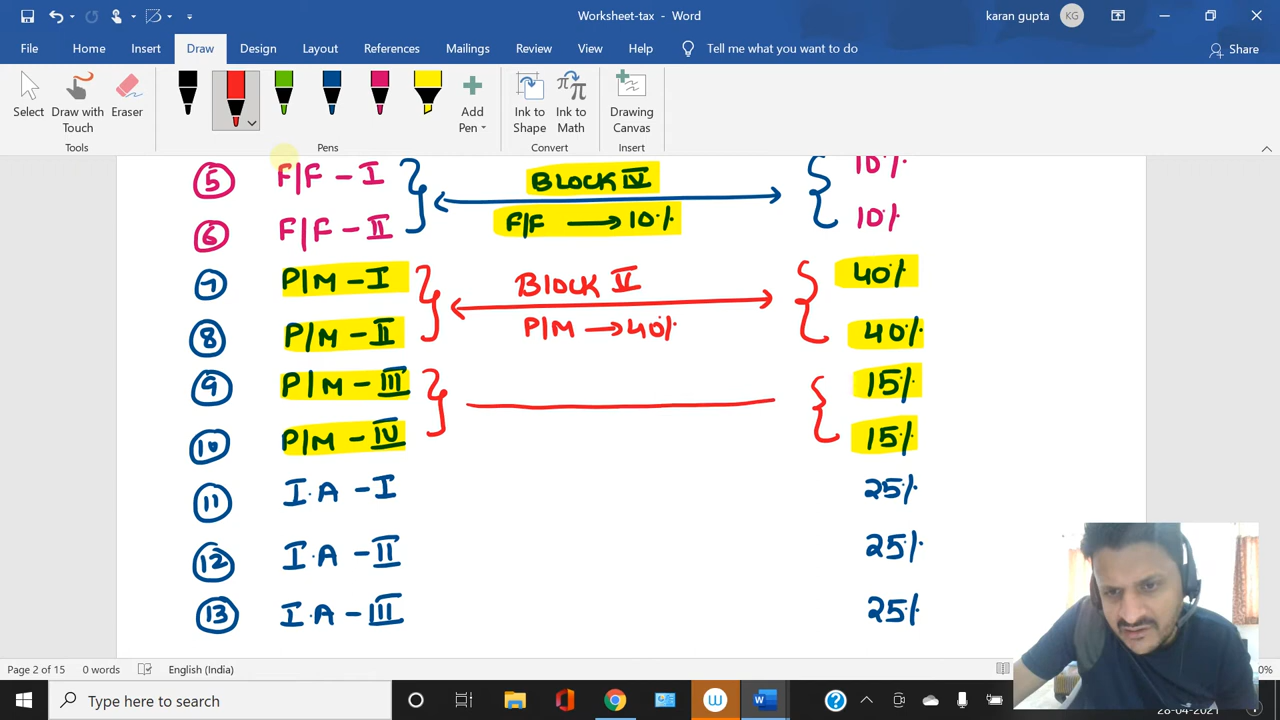 Worksheet-tax - Word
karan gupta
KG
File Home Insert Draw Design Layout References Mailings Review View Help Tell me what you want to do Share
Select Draw with Touch Eraser Add Pen Ink to Shape Ink to Math Drawing Canvas
Tools Pens Convert Insert
5 F/F - I BLOCK IV 10%
F/F → 10%
6 F/F - II 10%
7 P/M - I BLOCK V 40%
P/M → 40%
8 P/M - II 40%
9 P/M - III 15%
10 P/M - IV 15%
11 I.A - I 25%
12 I.A - II 25%
13 I.A - III 25%
Page 2 of 15 0 words English (India) 0%
Type here to search
28-04-2021